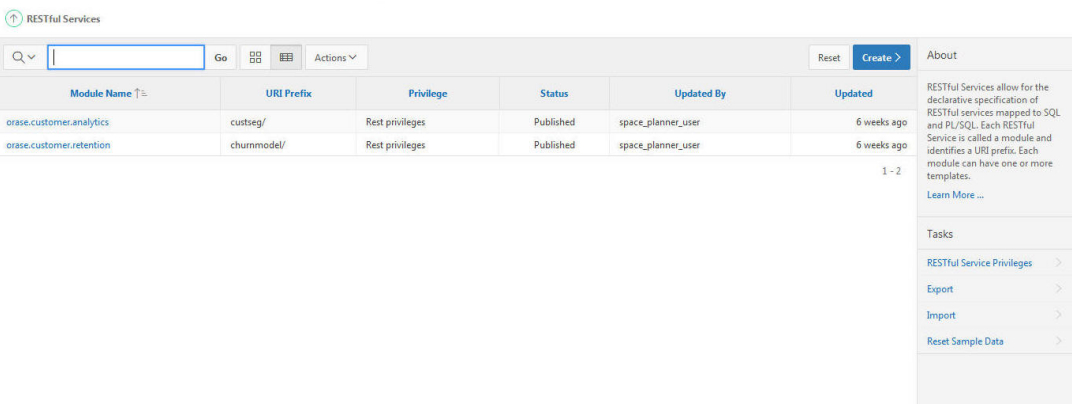 RESTful Services
Go
Actions
Reset
Create
Module Name
URI Prefix
Privilege
Status
Updated By
Updated
orase.customer.analytics custseg/ Rest privileges Published space_planner_user 6 weeks ago
orase.customer.retention churnmodel/ Rest privileges Published space_planner_user 6 weeks ago
1 - 2
About
RESTful Services allow for the
declarative specification of
RESTful services mapped to SQL
and PL/SQL. Each RESTful
Service is called a module and
identifies a URI prefix. Each
module can have one or more
templates.
Learn More ...
Tasks
RESTful Service Privileges
Export
Import
Reset Sample Data